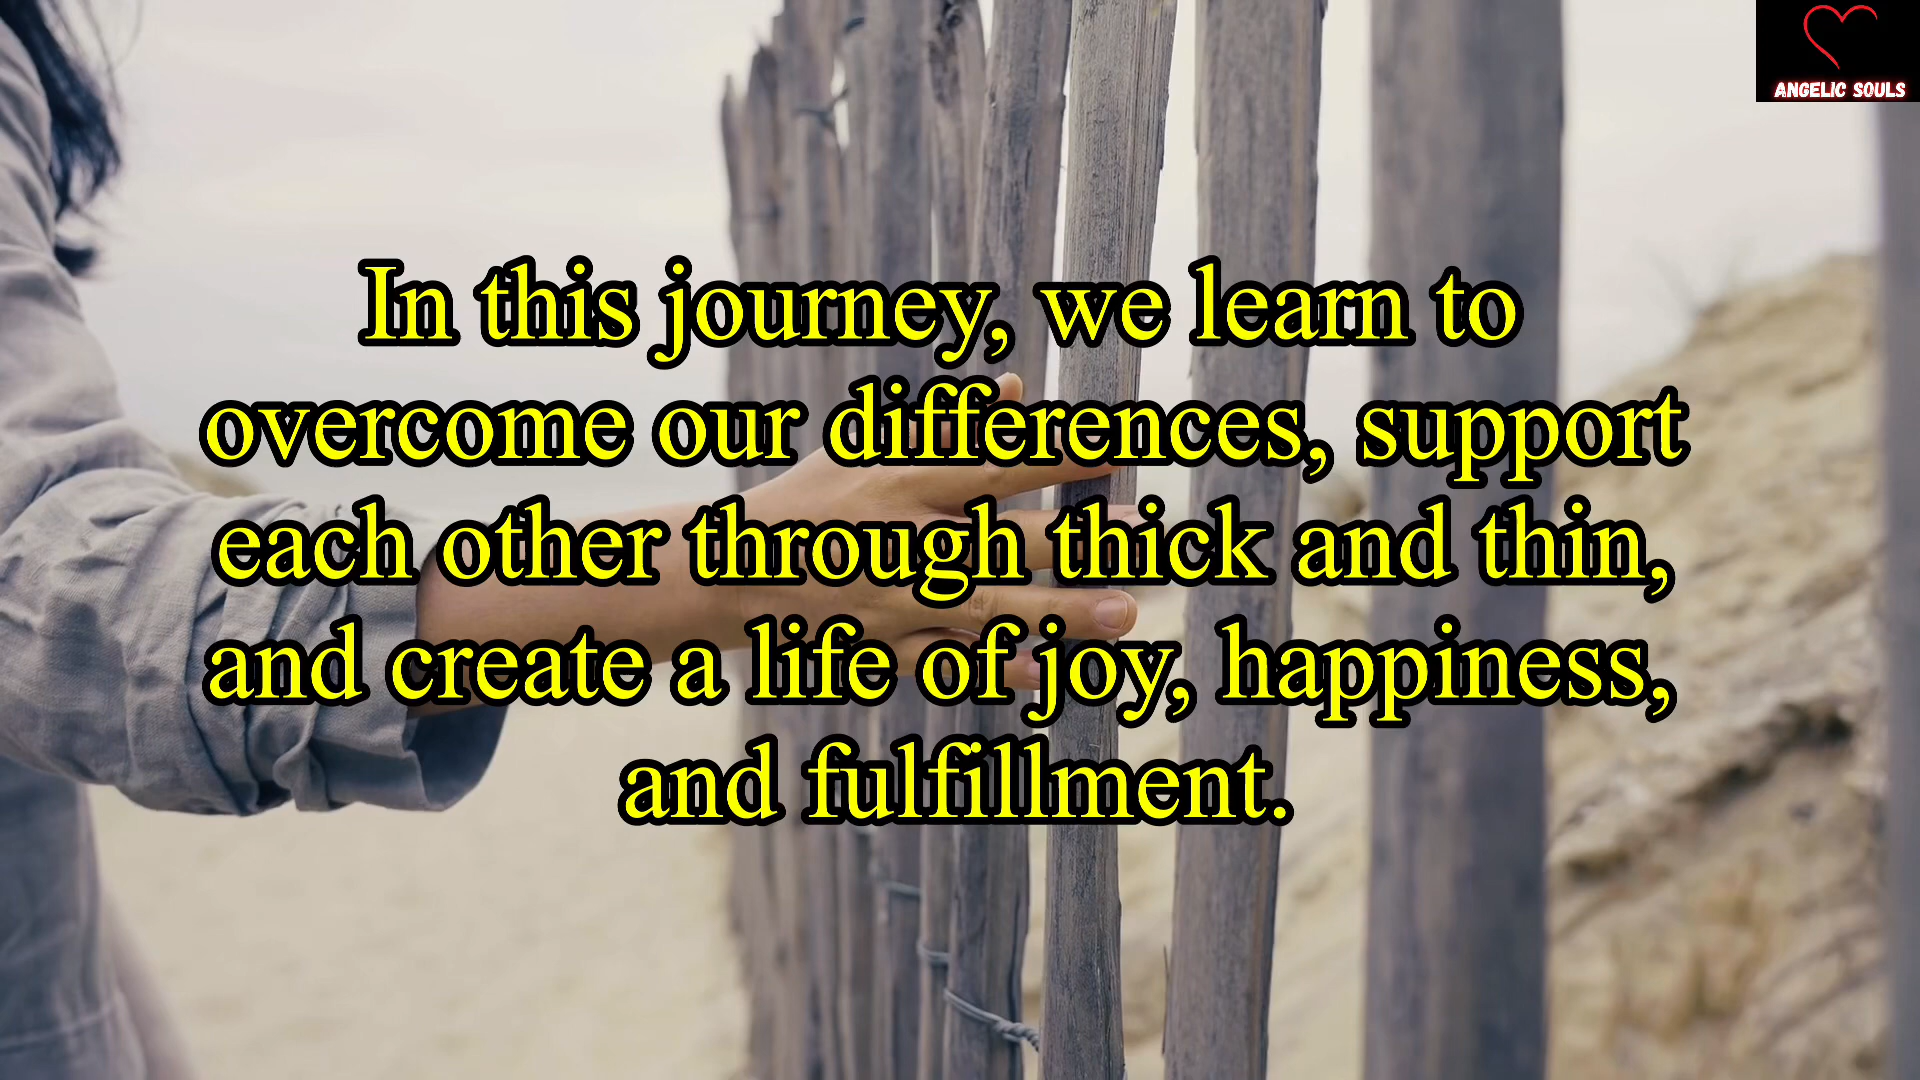 ANGELIC SOULS
In this journey, we learn to
overcome our differences, support
each other through thick and thin,
and create a life of joy, happiness,
and fulfillment.